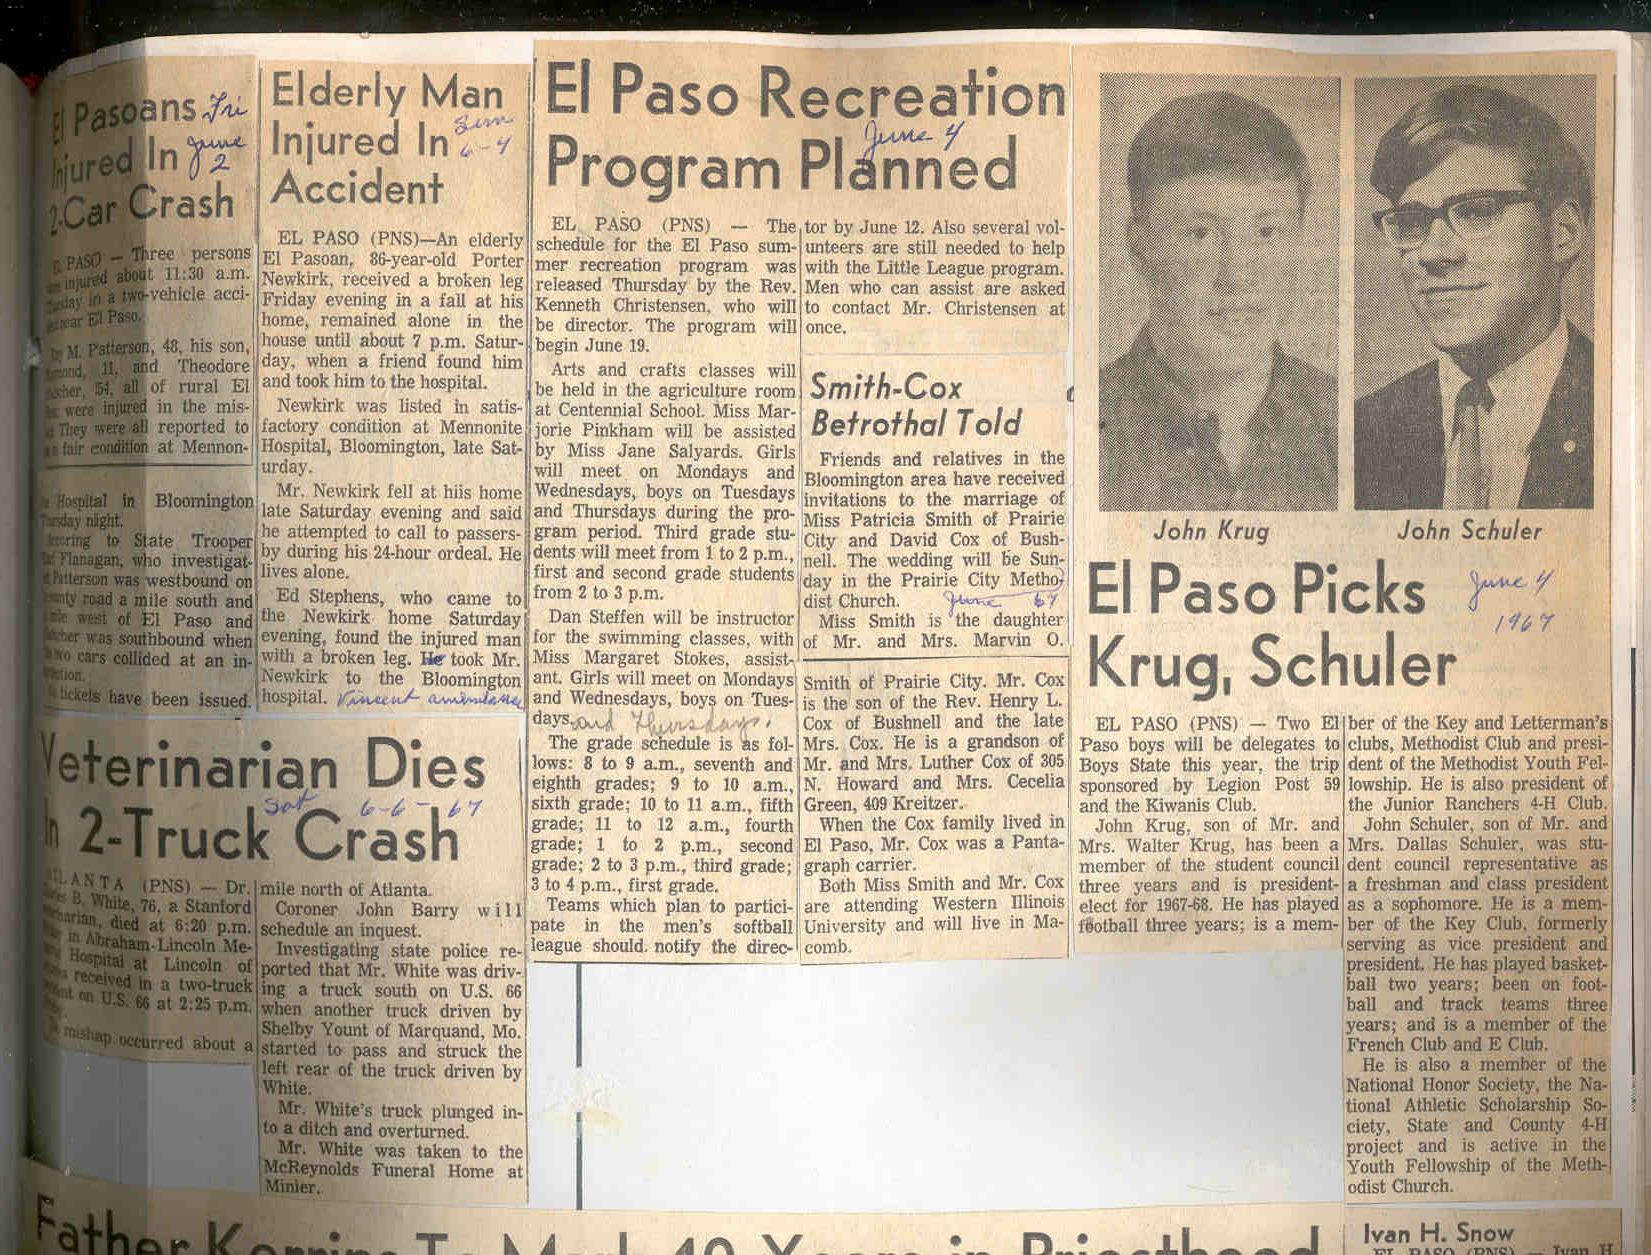 El Pasoans Fri
Injured In June
2
2-Car Crash
EL PASO — Three persons
injured about 11:30 a.m.
in a two-vehicle acci-
near El Paso.
M. Patterson, 48, his son,
11, and Theodore
54, all of rural El
were injured in the mis-
They were all reported to
in fair condition at Mennon-
Hospital in Bloomington
night.
to State Trooper
Flanagan, who investigat-
Patterson was westbound on
county road a mile south and
mile west of El Paso and
was southbound when
two cars collided at an in-
tickets have been issued.
Elderly Man
Injured In Sun
6-4
Accident
EL PASO (PNS)—An elderly
El Pasoan, 86-year-old Porter
Newkirk, received a broken leg
Friday evening in a fall at his
home, remained alone in the
house until about 7 p.m. Satur-
day, when a friend found him
and took him to the hospital.
Newkirk was listed in satis-
factory condition at Mennonite
Hospital, Bloomington, late Sat-
urday.
Mr. Newkirk fell at hiis home
late Saturday evening and said
he attempted to call to passers-
by during his 24-hour ordeal. He
lives alone.
Ed Stephens, who came to
the Newkirk home Saturday
evening, found the injured man
with a broken leg. He took Mr.
Newkirk to the Bloomington
hospital. Vincent
Veterinarian Dies
Sat 6-6-67
In 2-Truck Crash
ATLANTA (PNS) — Dr.
B. White, 76, a Stanford
died at 6:20 p.m.
in Abraham Lincoln Me-
Hospital at Lincoln of
received in a two-truck
on U.S. 66 at 2:25 p.m.
mishap occurred about a
mile north of Atlanta.
Coroner John Barry will
schedule an inquest.
Investigating state police re-
ported that Mr. White was driv-
ing a truck south on U.S. 66
when another truck driven by
Shelby Yount of Marquand, Mo.
started to pass and struck the
left rear of the truck driven by
White.
Mr. White's truck plunged in-
to a ditch and overturned.
Mr. White was taken to the
McReynolds Funeral Home at
Minier.
El Paso Recreation
June 4
Program Planned
EL PASO (PNS) — The
schedule for the El Paso sum-
mer recreation program was
released Thursday by the Rev.
Kenneth Christensen, who will
be director. The program will
begin June 19.
Arts and crafts classes will
be held in the agriculture room
at Centennial School. Miss Mar-
jorie Pinkham will be assisted
by Miss Jane Salyards. Girls
will meet on Mondays and
Wednesdays, boys on Tuesdays
and Thursdays during the pro-
gram period. Third grade stu-
dents will meet from 1 to 2 p.m.,
first and second grade students
from 2 to 3 p.m.
Dan Steffen will be instructor
for the swimming classes, with
Miss Margaret Stokes, assist-
ant. Girls will meet on Mondays
and Wednesdays, boys on Tues-
days. and Thursdays.
The grade schedule is as fol-
lows: 8 to 9 a.m., seventh and
eighth grades; 9 to 10 a.m.,
sixth grade; 10 to 11 a.m., fifth
grade; 11 to 12 a.m., fourth
grade; 1 to 2 p.m., second
grade; 2 to 3 p.m., third grade;
3 to 4 p.m., first grade.
Teams which plan to partici-
pate in the men's softball
league should. notify the direc-
tor by June 12. Also several vol-
unteers are still needed to help
with the Little League program.
Men who can assist are asked
to contact Mr. Christensen at
once.
Smith-Cox
Betrothal Told
Friends and relatives in the
Bloomington area have received
invitations to the marriage of
Miss Patricia Smith of Prairie
City and David Cox of Bush-
nell. The wedding will be Sun-
day in the Prairie City Metho-
dist Church. June 67
Miss Smith is the daughter
of Mr. and Mrs. Marvin O.
Smith of Prairie City. Mr. Cox
is the son of the Rev. Henry L.
Cox of Bushnell and the late
Mrs. Cox. He is a grandson of
Mr. and Mrs. Luther Cox of 305
N. Howard and Mrs. Cecelia
Green, 409 Kreitzer.
When the Cox family lived in
El Paso, Mr. Cox was a Panta-
graph carrier.
Both Miss Smith and Mr. Cox
are attending Western Illinois
University and will live in Ma-
comb.
John Krug
John Schuler
El Paso Picks June 4
1967
Krug, Schuler
EL PASO (PNS) — Two El
Paso boys will be delegates to
Boys State this year, the trip
sponsored by Legion Post 59
and the Kiwanis Club.
John Krug, son of Mr. and
Mrs. Walter Krug, has been a
member of the student council
three years and is president-
elect for 1967-68. He has played
football three years; is a mem-
ber of the Key and Letterman's
clubs, Methodist Club and presi-
dent of the Methodist Youth Fel-
lowship. He is also president of
the Junior Ranchers 4-H Club.
John Schuler, son of Mr. and
Mrs. Dallas Schuler, was stu-
dent council representative as
a freshman and class president
as a sophomore. He is a mem-
ber of the Key Club, formerly
serving as vice president and
president. He has played basket-
ball two years; been on foot-
ball and track teams three
years; and is a member of the
French Club and E Club.
He is also a member of the
National Honor Society, the Na-
tional Athletic Scholarship So-
ciety, State and County 4-H
project and is active in the
Youth Fellowship of the Meth-
odist Church.
Father To Mark 40 Years in Priesthood
Ivan H. Snow
EL PASO (PNS) — Ivan H